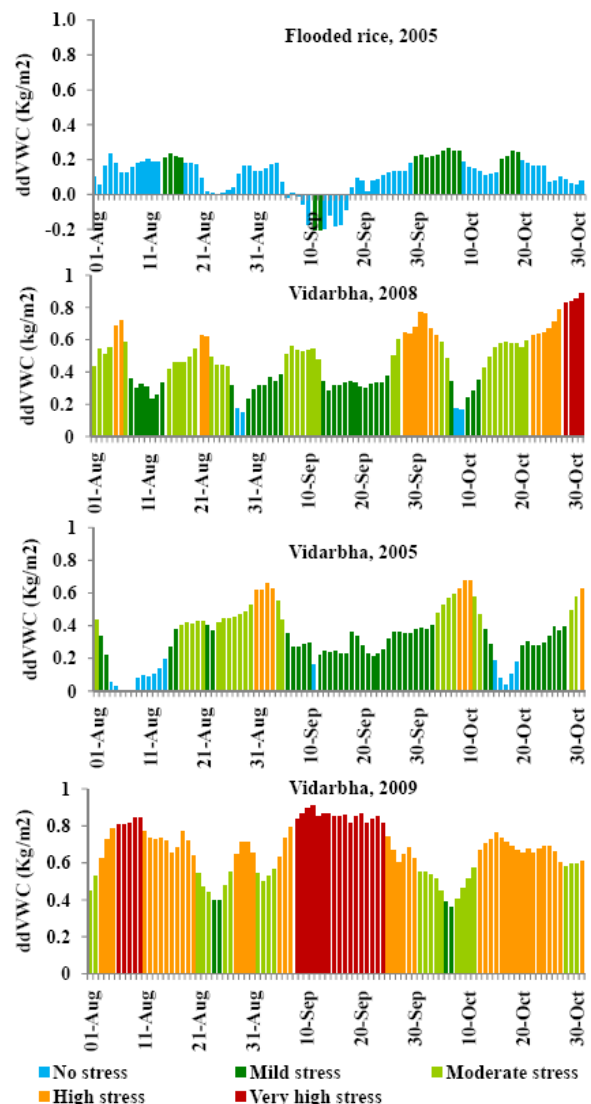 Flooded rice, 2005
ddVWC (Kg/m2)
1.0
0.8
0.6
0.4
0.2
0.0
-0.2
01-Aug
11-Aug
21-Aug
31-Aug
10-Sep
20-Sep
30-Sep
10-Oct
20-Oct
30-Oct
Vidarbha, 2008
ddVWC (kg/m2)
1
0.8
0.6
0.4
0.2
0
01-Aug
11-Aug
21-Aug
31-Aug
10-Sep
20-Sep
30-Sep
10-Oct
20-Oct
30-Oct
Vidarbha, 2005
ddVWC (Kg/m2)
1
0.8
0.6
0.4
0.2
0
01-Aug
11-Aug
21-Aug
31-Aug
10-Sep
20-Sep
30-Sep
10-Oct
20-Oct
30-Oct
Vidarbha, 2009
ddVWC (Kg/m2)
1
0.8
0.6
0.4
0.2
0
01-Aug
11-Aug
21-Aug
31-Aug
10-Sep
20-Sep
30-Sep
10-Oct
20-Oct
30-Oct
No stress Mild stress Moderate stress
High stress Very high stress